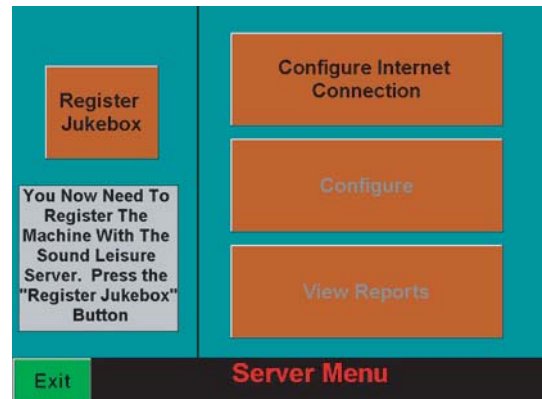 Register
Jukebox
You Now Need To
Register The
Machine With The
Sound Leisure
Server. Press the
"Register Jukebox"
Button
Configure Internet
Connection
Configure
View Reports
Exit
Server Menu